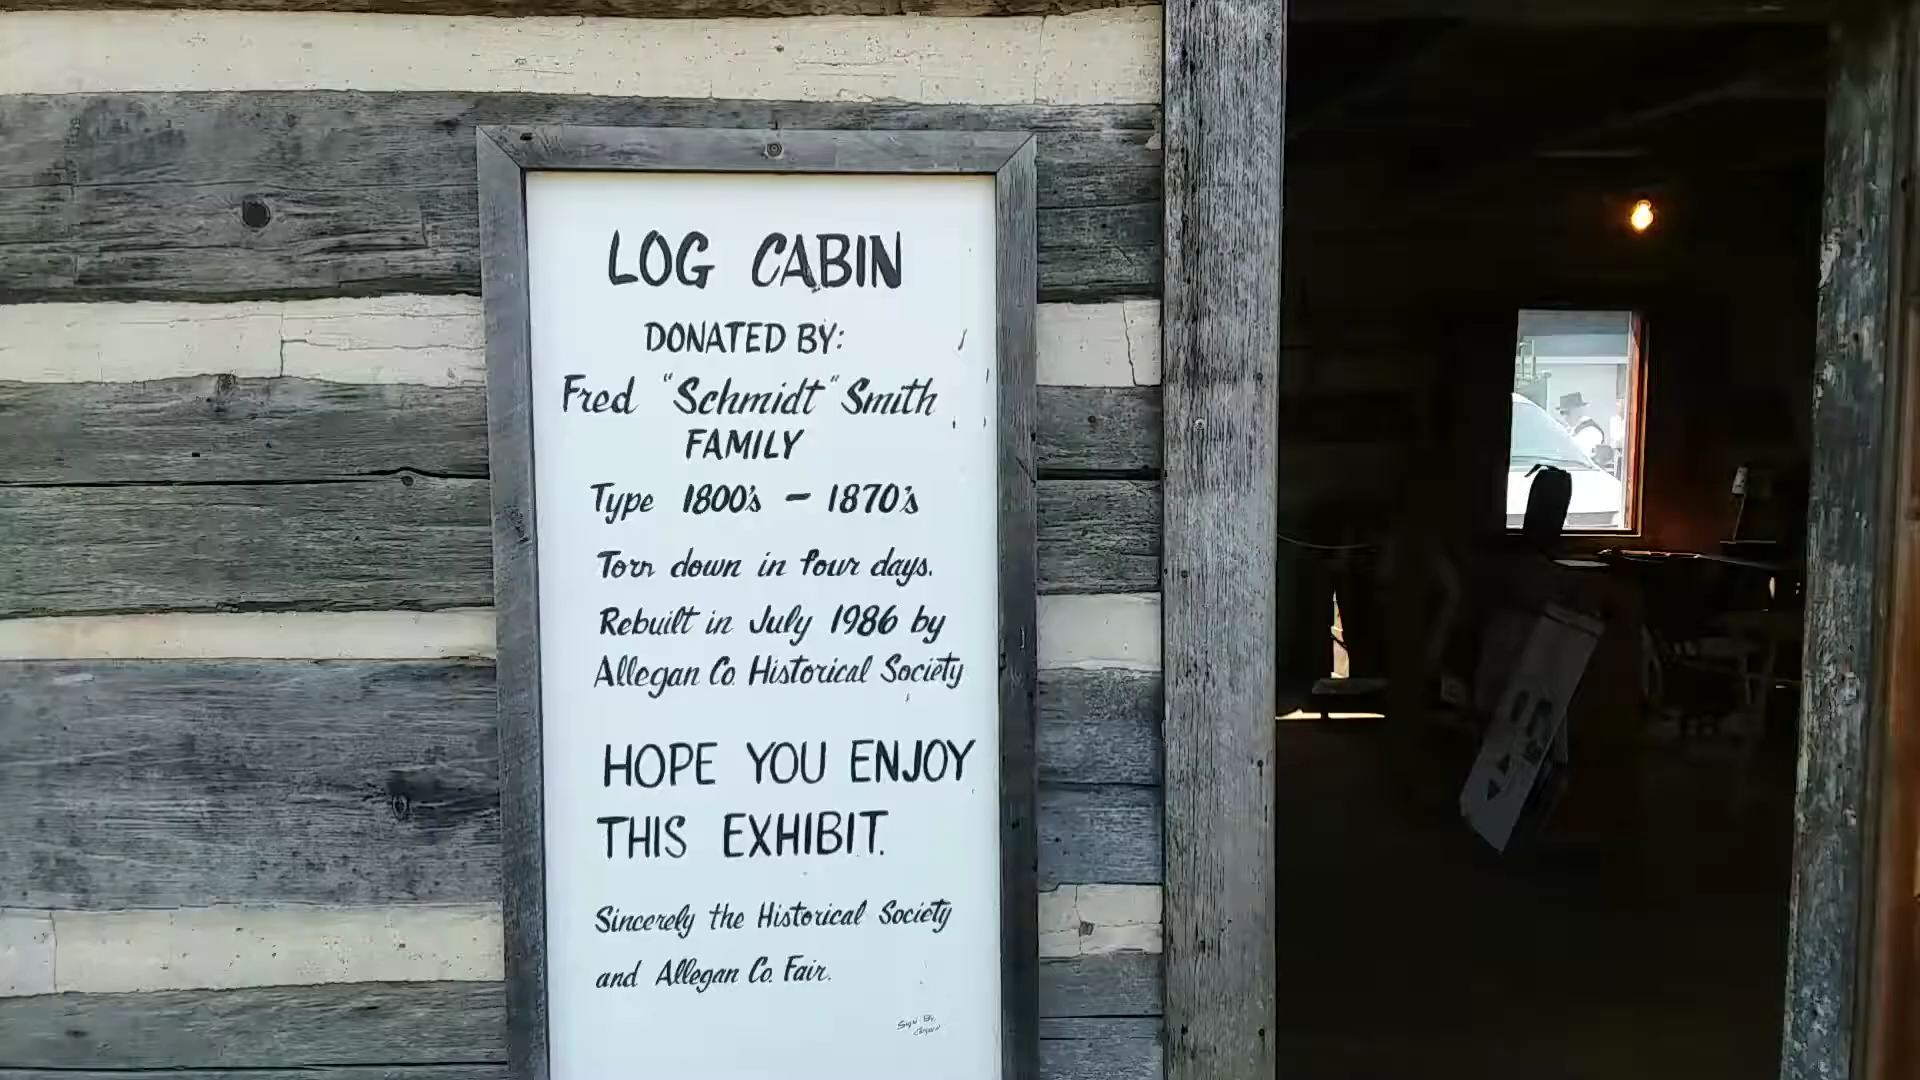 LOG CABIN
DONATED BY:
Fred "Schmidt" Smith
FAMILY
Type 1800's - 1870's
Torn down in four days.
Rebuilt in July 1986 by
Allegan Co. Historical Society
HOPE YOU ENJOY
THIS EXHIBIT.
Sincerely the Historical Society
and Allegan Co. Fair.
Sign By